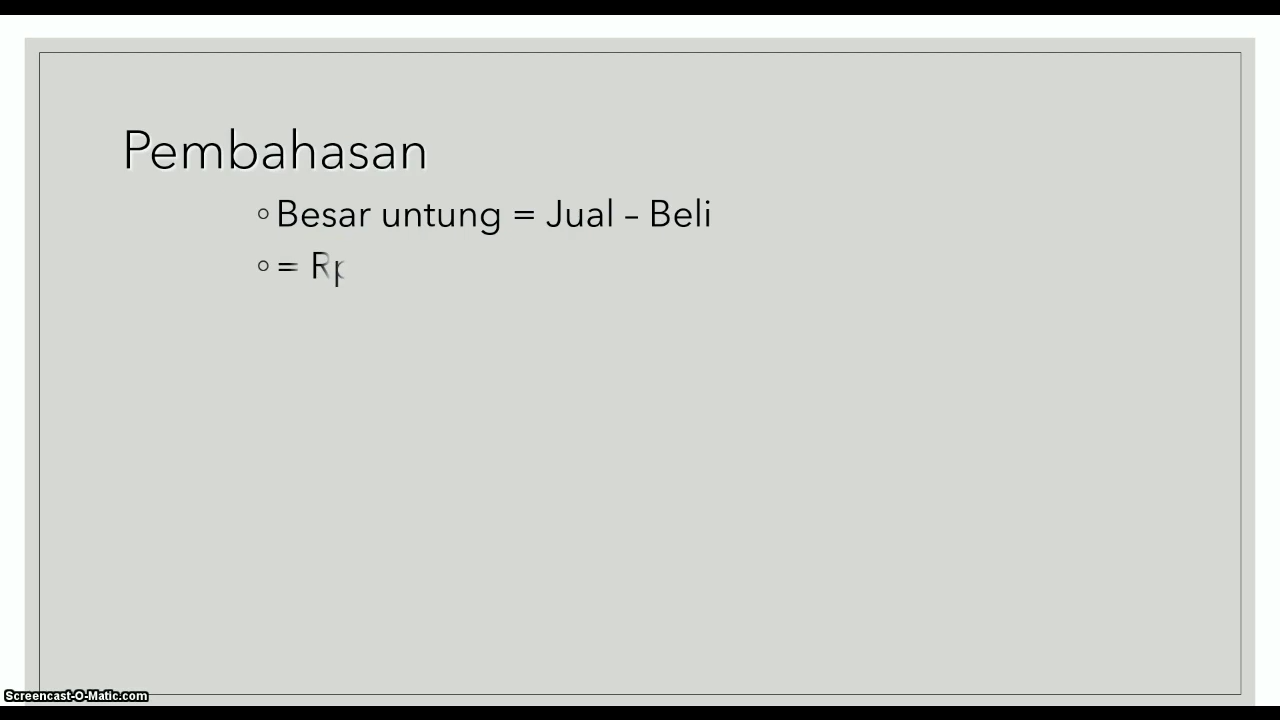 Pembahasan
◦ Besar untung = Jual – Beli
◦ = Rp
Screencast-O-Matic.com